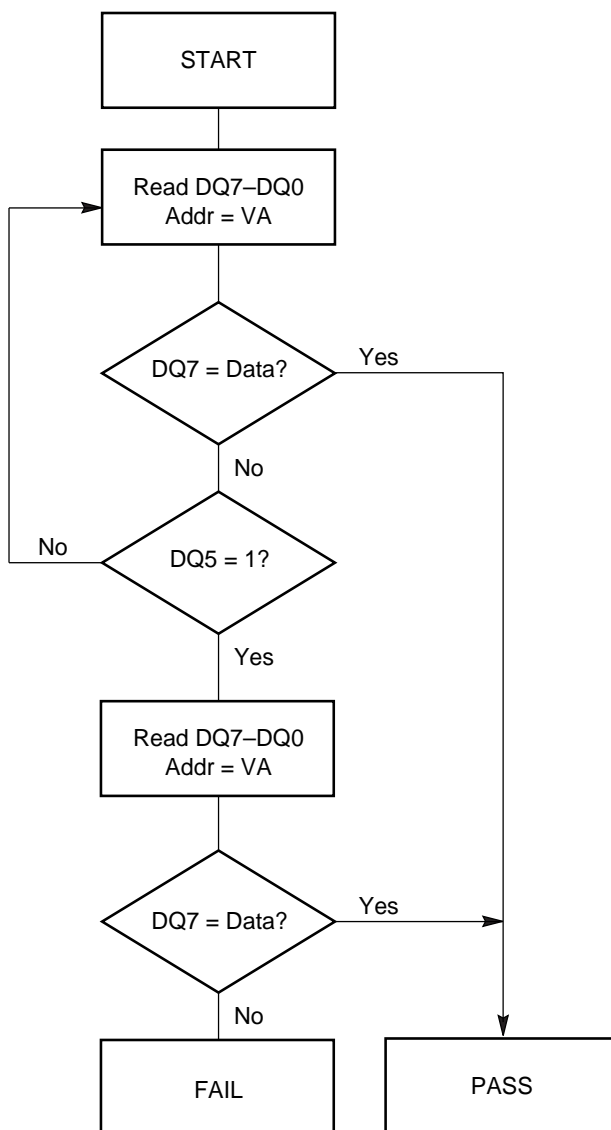 START
Read DQ7–DQ0
Addr = VA
DQ7 = Data?
Yes
No
No
DQ5 = 1?
Yes
Read DQ7–DQ0
Addr = VA
DQ7 = Data?
Yes
No
FAIL
PASS